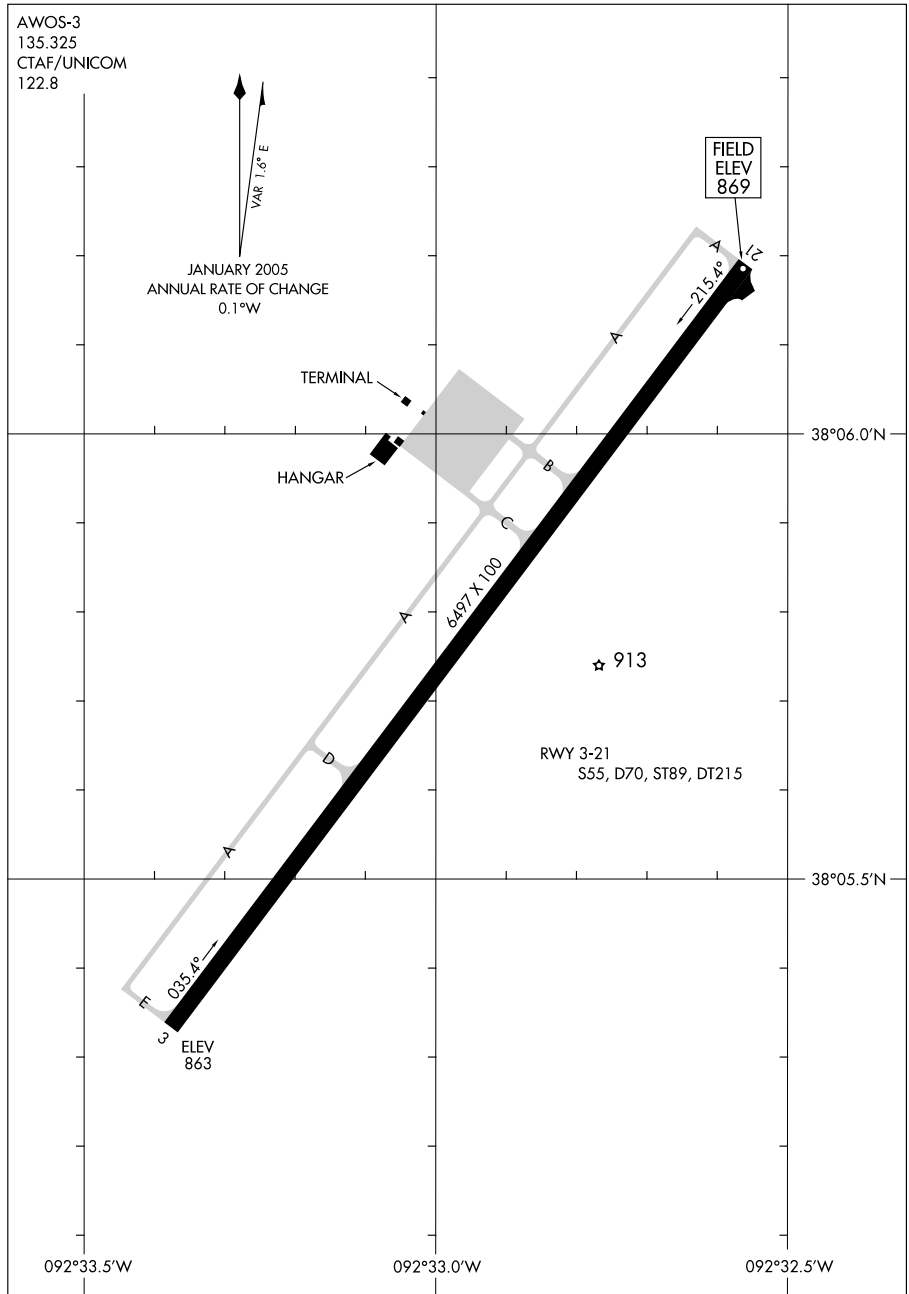 AWOS-3
135.325
CTAF/UNICOM
122.8
VAR 1.6° E
JANUARY 2005
ANNUAL RATE OF CHANGE
0.1°W
FIELD
ELEV
869
A
21
215.4°
A
TERMINAL
HANGAR
38°06.0'N
B
C
6497 X 100
A
913
D
RWY 3-21
S55, D70, ST89, DT215
A
38°05.5'N
035.4°
E
3
ELEV
863
092°33.5'W
092°33.0'W
092°32.5'W